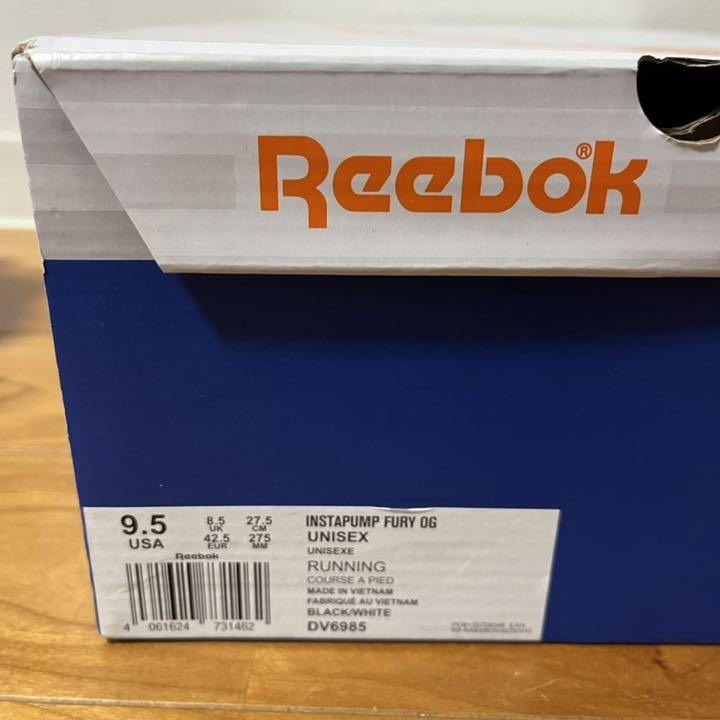 Reebok®
9.5 8.5 27.5 INSTAPUMP FURY OG
USA UK CM UNISEX
42.5 275 UNISEXE
EUR MM RUNNING
Reebok COURSE A PIED
MADE IN VIETNAM
FABRIQUÉ AU VIETNAM
BLACK/WHITE
4 061624 731462 DV6985